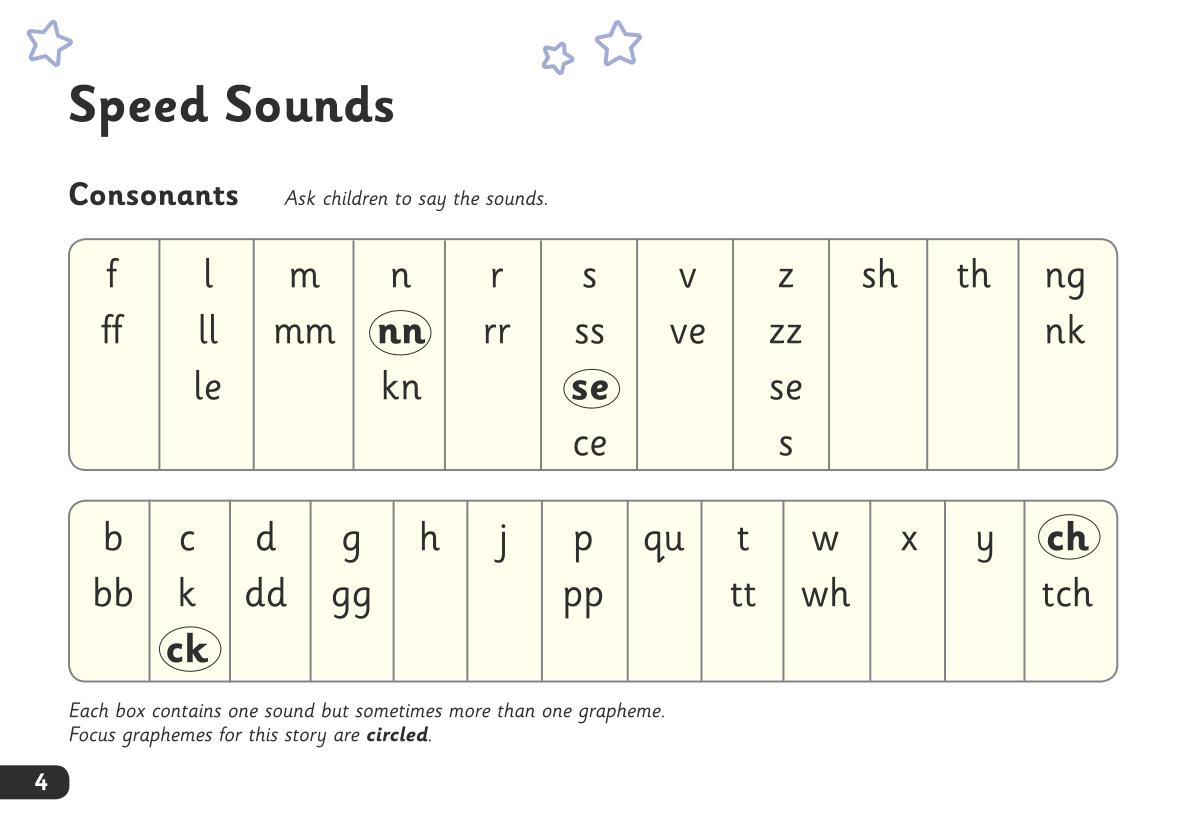 Speed Sounds
Consonants Ask children to say the sounds.
f l m n r s v z sh th ng
ff ll mm nn rr ss ve zz nk
le kn se se
ce s
b c d g h j p qu t w x y ch
bb k dd gg pp tt wh tch
ck
Each box contains one sound but sometimes more than one grapheme.
Focus graphemes for this story are circled.
4